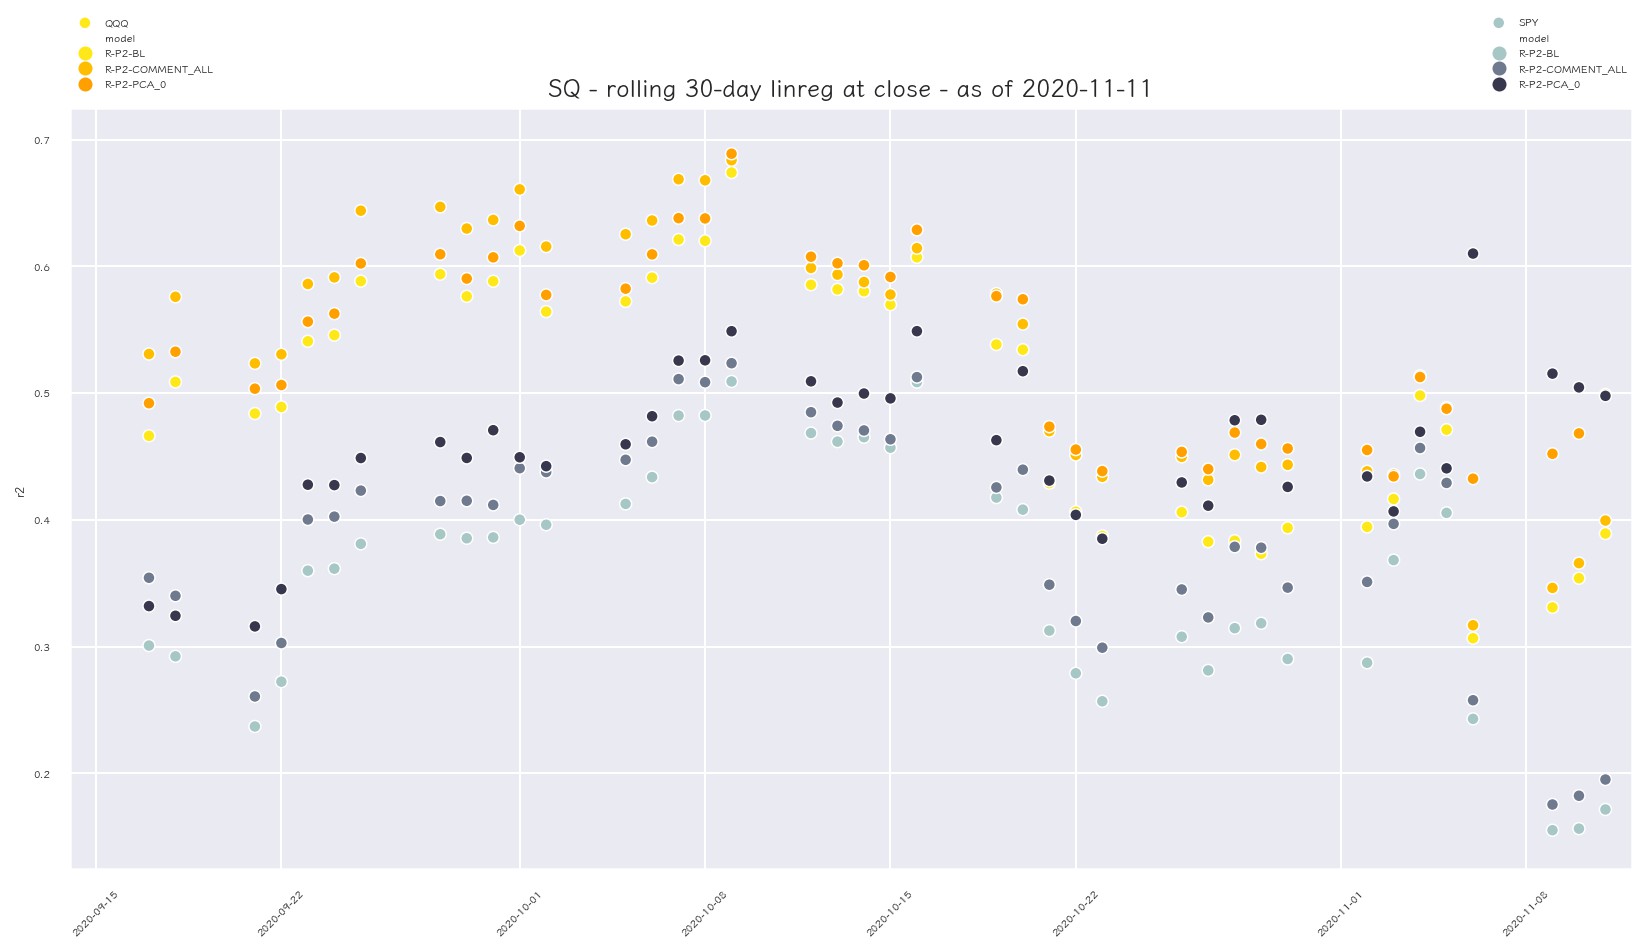 QQQ
model
R-P2-BL
R-P2-COMMENT_ALL
R-P2-PCA_0
SPY
model
R-P2-BL
R-P2-COMMENT_ALL
R-P2-PCA_0
SQ - rolling 30-day linreg at close - as of 2020-11-11
0.7
0.6
0.5
0.4
0.3
0.2
r2
2020-09-15
2020-09-22
2020-10-01
2020-10-08
2020-10-15
2020-10-22
2020-11-01
2020-11-08